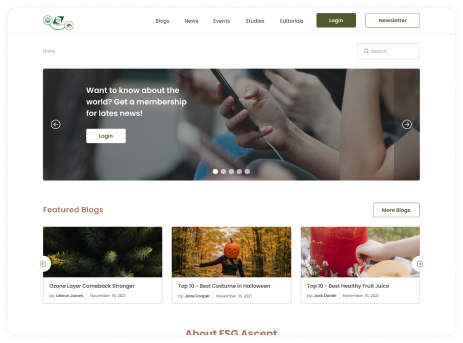 Blogs News Events Studies Editorials Login Newsletter
Home
Search
Want to know about the
world? Get a membership
for lates news!
Login
Featured Blogs
More Blogs
Ozone Layer Comeback Stronger
by: Lebron James | November 16, 2021
Top 10 - Best Costume in Halloween
by: Jane Cooper | November 16, 2021
Top 10 - Best Healthy Fruit Juice
by: Jack Daniel | November 16, 2021
About ESG Ascent